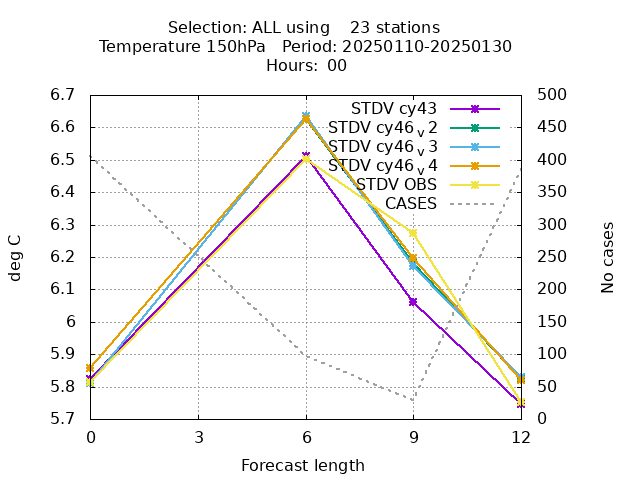 Selection: ALL using    23 stations
Temperature 150hPa   Period: 20250110-20250130
Hours: 00
6.7
6.6
6.5
6.4
6.3
6.2
6.1
6
5.9
5.8
5.7
deg C
STDV cy43
STDV cy46v2
STDV cy46v3
STDV cy46v4
STDV OBS
CASES
500
450
400
350
300
250
200
150
100
50
0
No cases
0 3 6 9 12
Forecast length